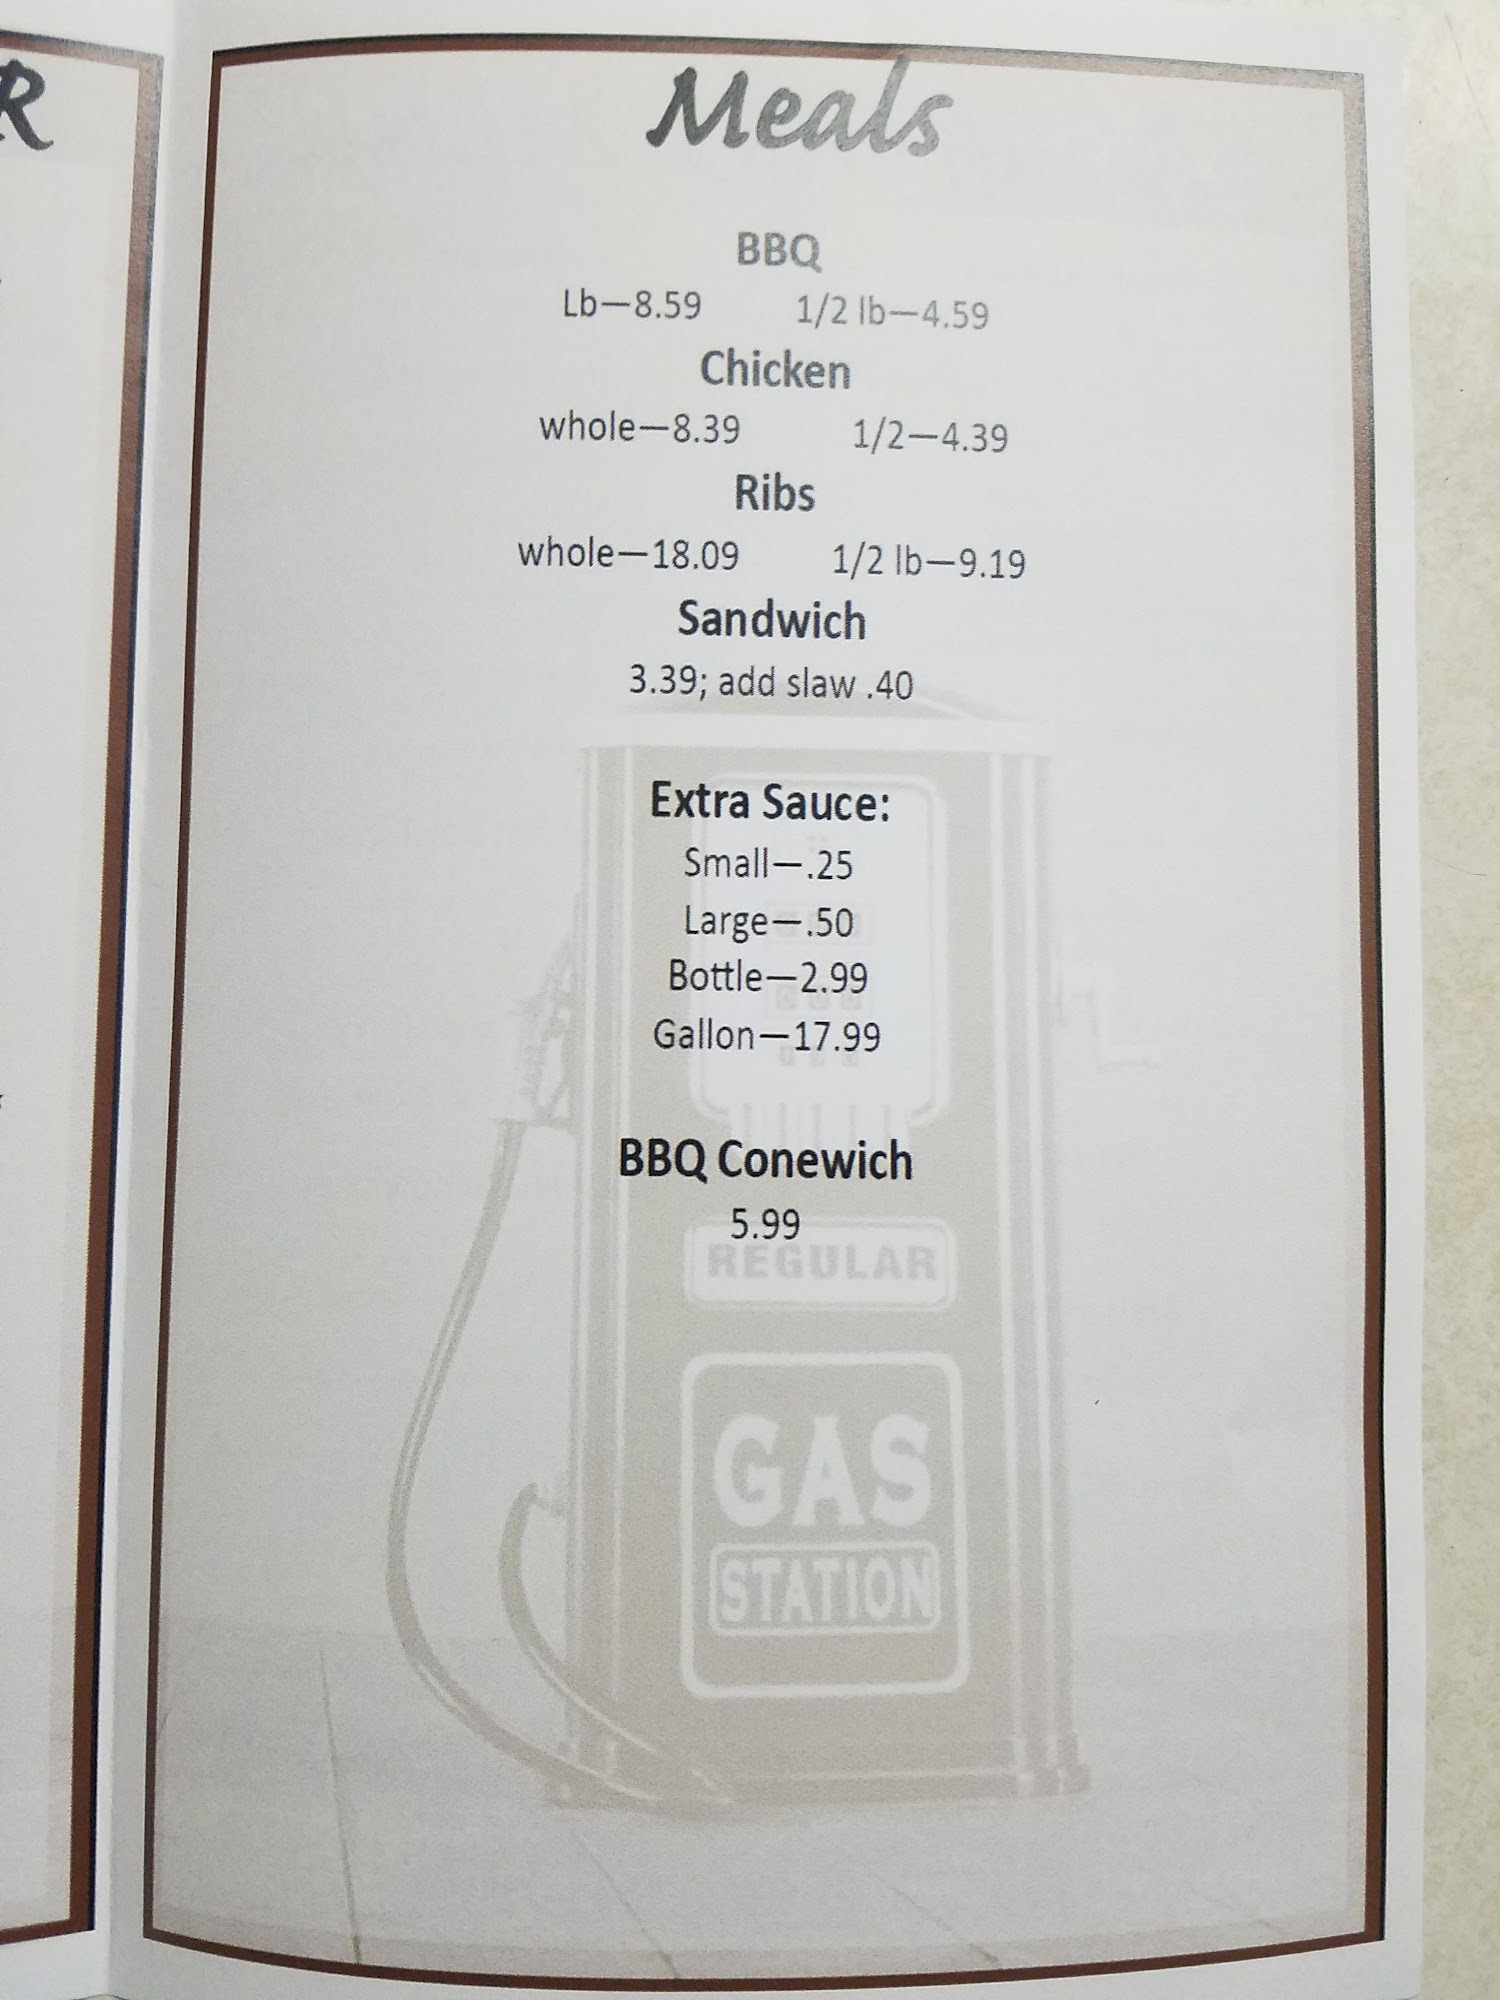 R
Meals
BBQ
Lb—8.59 1/2 lb—4.59
Chicken
whole—8.39 1/2—4.39
Ribs
whole—18.09 1/2 lb—9.19
Sandwich
3.39; add slaw .40
Extra Sauce:
Small—.25
Large—.50
Bottle—2.99
Gallon—17.99
BBQ Conewich
5.99
REGULAR
GAS
STATION